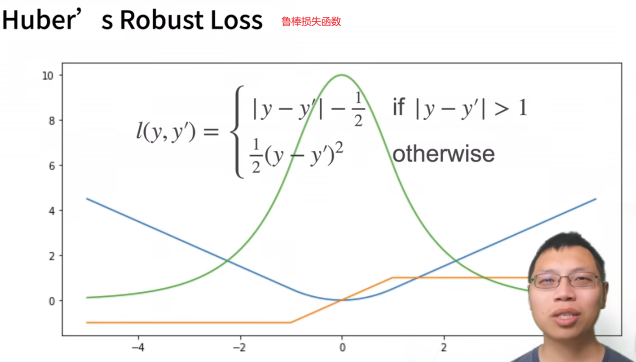 Huber’s Robust Loss 鲁棒损失函数
10
8
6
4
2
0
l(y, y′) = { |y − y′| − 1/2 if |y − y′| > 1
1/2(y − y′)² otherwise
−4 −2 0 2